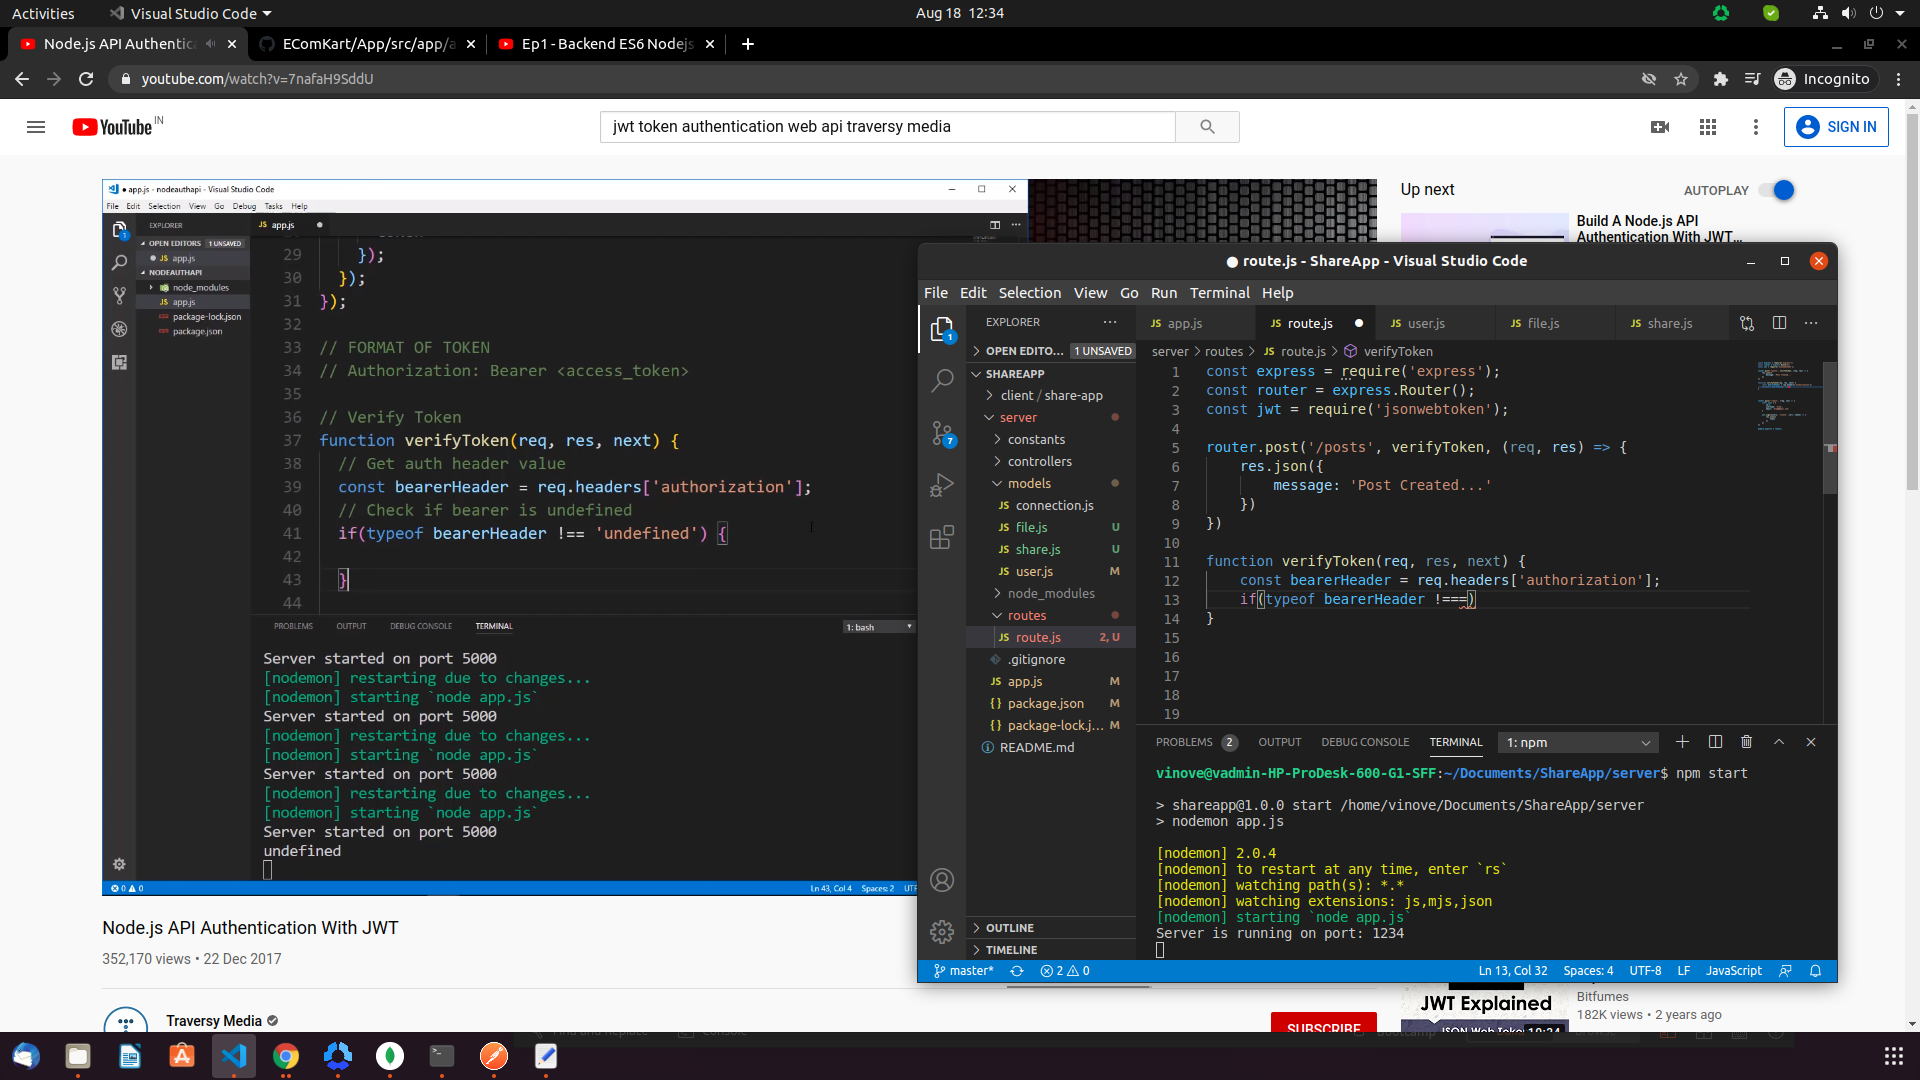 Activities
Visual Studio Code
Aug 18 12:34
Node.js API Authentica
EComKart/App/src/app/a
Ep1 - Backend ES6 Nodejs
youtube.com/watch?v=7nafaH9SddU
Incognito
YouTube IN
jwt token authentication web api traversy media
SIGN IN
app.js - nodeauthapi - Visual Studio Code
File Edit Selection View Go Debug Tasks Help
EXPLORER
OPEN EDITORS 1 UNSAVED
JS app.js
NODEAUTHAPI
node_modules
JS app.js
package-lock.json
package.json
JS app.js
29 });
30 });
31 });
32
33 // FORMAT OF TOKEN
34 // Authorization: Bearer <access_token>
35
36 // Verify Token
37 function verifyToken(req, res, next) {
38 // Get auth header value
39 const bearerHeader = req.headers['authorization'];
40 // Check if bearer is undefined
41 if(typeof bearerHeader !== 'undefined') {
42
43 }
44
PROBLEMS OUTPUT DEBUG CONSOLE TERMINAL
1: bash
Server started on port 5000
[nodemon] restarting due to changes...
[nodemon] starting `node app.js`
Server started on port 5000
[nodemon] restarting due to changes...
[nodemon] starting `node app.js`
Server started on port 5000
[nodemon] restarting due to changes...
[nodemon] starting `node app.js`
Server started on port 5000
undefined
0 0
Ln 43, Col 4 Spaces: 2 UTF
Node.js API Authentication With JWT
352,170 views • 22 Dec 2017
Traversy Media
SUBSCRIBE
Up next
AUTOPLAY
Build A Node.js API
Authentication With JWT...
● route.js - ShareApp - Visual Studio Code
File Edit Selection View Go Run Terminal Help
EXPLORER
OPEN EDITO... 1 UNSAVED
SHAREAPP
client / share-app
server
constants
controllers
models
JS connection.js
JS file.js U
JS share.js U
JS user.js M
node_modules
routes
JS route.js 2, U
.gitignore
JS app.js M
{} package.json M
{} package-lock.j... M
README.md
OUTLINE
TIMELINE
1
7
JS app.js
JS route.js
JS user.js
JS file.js
JS share.js
server > routes > JS route.js > verifyToken
1 const express = require('express');
2 const router = express.Router();
3 const jwt = require('jsonwebtoken');
4
5 router.post('/posts', verifyToken, (req, res) => {
6 res.json({
7 message: 'Post Created...'
8 })
9 })
10
11 function verifyToken(req, res, next) {
12 const bearerHeader = req.headers['authorization'];
13 if(typeof bearerHeader !===)
14 }
15
16
17
18
19
PROBLEMS 2 OUTPUT DEBUG CONSOLE TERMINAL
1: npm
vinove@vadmin-HP-ProDesk-600-G1-SFF:~/Documents/ShareApp/server$ npm start
> shareapp@1.0.0 start /home/vinove/Documents/ShareApp/server
> nodemon app.js
[nodemon] 2.0.4
[nodemon] to restart at any time, enter `rs`
[nodemon] watching path(s): *.*
[nodemon] watching extensions: js,mjs,json
[nodemon] starting `node app.js`
Server is running on port: 1234
master*
2 0
Ln 13, Col 32 Spaces: 4 UTF-8 LF JavaScript
JWT Explained
Bitfumes
182K views • 2 years ago